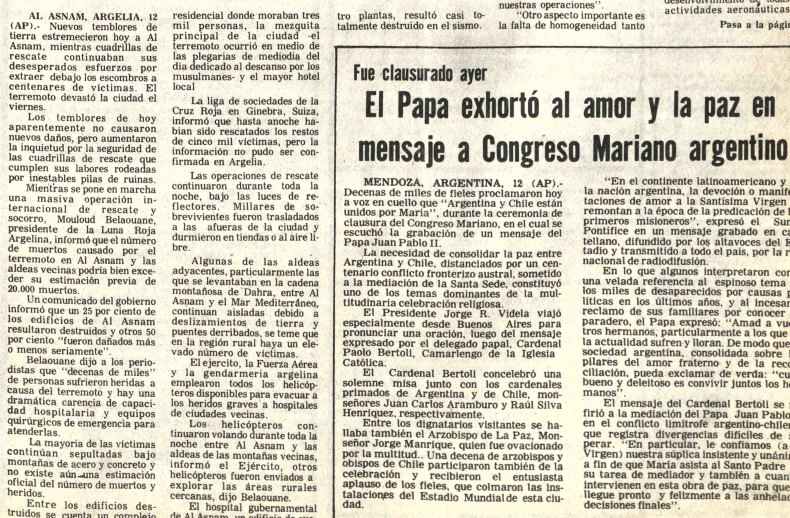 AL ASNAM, ARGELIA, 12
(AP).- Nuevos temblores de
tierra estremecieron hoy a Al
Asnam, mientras cuadrillas de
rescate continuaban sus
desesperados esfuerzos por
extraer debajo los escombros a
centenares de víctimas. El
terremoto devastó la ciudad el
viernes.
Los temblores de hoy
aparentemente no causaron
nuevos daños, pero aumentaron
la inquietud por la seguridad de
las cuadrillas de rescate que
cumplen sus labores rodeadas
por inestables pilas de ruinas.
Mientras se pone en marcha
una masiva operación in-
ternacional de rescate y
socorro, Mouloud Belaouane,
presidente de la Luna Roja
Argelina, informó que el número
de muertos causado por el
terremoto en Al Asnam y las
aldeas vecinas podría bien exce-
der su estimación previa de
20.000 muertos.
Un comunicado del gobierno
informó que un 25 por ciento de
los edificios de Al Asnam
resultaron destruidos y otros 50
por ciento "fueron dañados más
o menos seriamente".
Belaouane dijo a los perio-
distas que "decenas de miles"
de personas sufrieron heridas a
causa del terremoto y hay una
dramática carencia de capaci-
dad hospitalaria y equipos
quirúrgicos de emergencia para
atenderlas.
La mayoría de las víctimas
continúan sepultadas bajo
montañas de acero y concreto y
no existe aún una estimación
oficial del número de muertos y
heridos.
Entre los edificios des-
truidos se cuenta un complejo
residencial donde moraban tres
mil personas, la mezquita
principal de la ciudad -el
terremoto ocurrió en medio de
las plegarias de mediodía del
día dedicado al descanso por los
musulmanes- y el mayor hotel
local
La liga de sociedades de la
Cruz Roja en Ginebra, Suiza,
informó que hasta anoche ha-
bían sido rescatados los restos
de cinco mil víctimas, pero la
información no pudo ser con-
firmada en Argelia.
Las operaciones de rescate
continuaron durante toda la
noche, bajo las luces de re-
flectores. Millares de so-
brevivientes fueron trasladados
a las afueras de la ciudad y
durmieron en tiendas o al aire li-
bre.
Algunas de las aldeas
adyacentes, particularmente las
que se levantaban en la cadena
montañosa de Dahra, entre Al
Asnam y el Mar Mediterráneo,
continúan aisladas debido a
deslizamientos de tierra y
puentes derribados, se teme que
en la región rural haya un ele-
vado número de víctimas.
El ejército, la Fuerza Aérea
y la gendarmería argelina
emplearon todos los helicóp-
teros disponibles para evacuar a
los heridos graves a hospitales
de ciudades vecinas.
Los helicópteros con-
tinuaron volando durante toda la
noche entre Al Asnam y las
aldeas de las montañas vecinas,
informó el Ejército, otros
helicópteros fueron enviados a
explorar las áreas rurales
cercanas, dijo Belaouane.
El hospital gubernamental
de Al Asnam, un edificio de
tro plantas, resultó casi to-
talmente destruido en el sismo.
nuestras operaciones".
"Otro aspecto importante es
la falta de homogeneidad tanto
actividades aeronáuticas
Pasa a la
Fue clausurado ayer
El Papa exhortó al amor y la paz en
mensaje a Congreso Mariano argentino
MENDOZA, ARGENTINA, 12 (AP).-
Decenas de miles de fieles proclamaron hoy
a voz en cuello que "Argentina y Chile están
unidos por María", durante la ceremonia de
clausura del Congreso Mariano, en el cual se
escuchó la grabación de un mensaje del
Papa Juan Pablo II.
La necesidad de consolidar la paz entre
Argentina y Chile, distanciados por un cen-
tenario conflicto fronterizo austral, sometido
a la mediación de la Santa Sede, constituyó
uno de los temas dominantes de la mul-
titudinaria celebración religiosa.
El Presidente Jorge R. Videla viajó
especialmente desde Buenos Aires para
pronunciar una oración, luego del mensaje
expresado por el delegado papal, Cardenal
Paolo Bertoli, Camarlengo de la Iglesia
Católica.
El Cardenal Bertoli concelebró una
solemne misa junto con los cardenales
primados de Argentina y de Chile, mon-
señores Juan Carlos Aramburo y Raúl Silva
Henríquez, respectivamente.
Entre los dignatarios visitantes se ha-
llaba también el Arzobispo de La Paz, Mon-
señor Jorge Manrique, quien fue ovacionado
por la multitud.. Una decena de arzobispos y
obispos de Chile participaron también de la
celebración y recibieron el entusiasta
aplauso de los fieles, que colmaron las ins-
talaciones del Estadio Mundial de esta ciu-
dad.
"En el continente latinoamericano y
la nación argentina, la devoción o
taciones de amor a la Santísima Virgen
remontan a la época de la predicación de
primeros misioneros", expresó el
Pontífice en un mensaje grabado en
tellano, difundido por los altavoces del
tadio y transmitido a todo el país, por la
nacional de radiodifusión.
En lo que algunos interpretaron
una velada referencia al espinoso tema
los miles de desaparecidos por causas
líticas en los últimos años, y al
reclamo de sus familiares por conocer
paradero, el Papa expresó: "Amad a
tros hermanos, particularmente a los que
la actualidad sufren y lloran. De modo que
sociedad argentina, consolidada sobre
pilares del amor fraterno y de la
ciliación, pueda exclamar de verdad:
bueno y deleitoso es convivir juntos los
manos"
El mensaje del Cardenal Bertoli se
firió a la mediación del Papa Juan Pablo
en el conflicto limítrofe
que registra divergencias difíciles de
perar. "En particular, le confiamos (a
Virgen) nuestra súplica insistente y
a fin de que María asista al Santo Padre
su tarea de mediador y también a
intervienen en esta obra de paz, para que
llegue pronto y felizmente a las
decisiones finales".